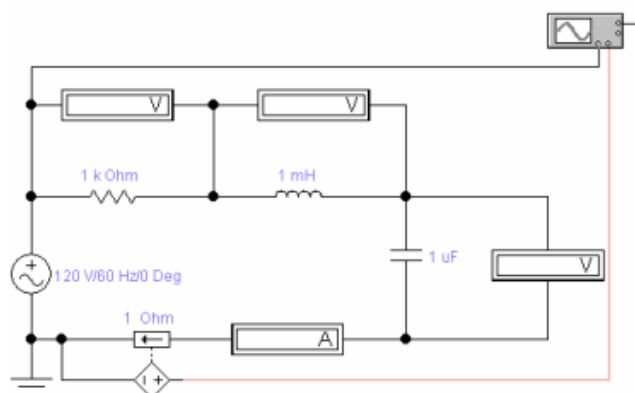 V V
1 k Ohm 1 mH
1 uF
V
120 V/60 Hz/0 Deg
1 Ohm
A